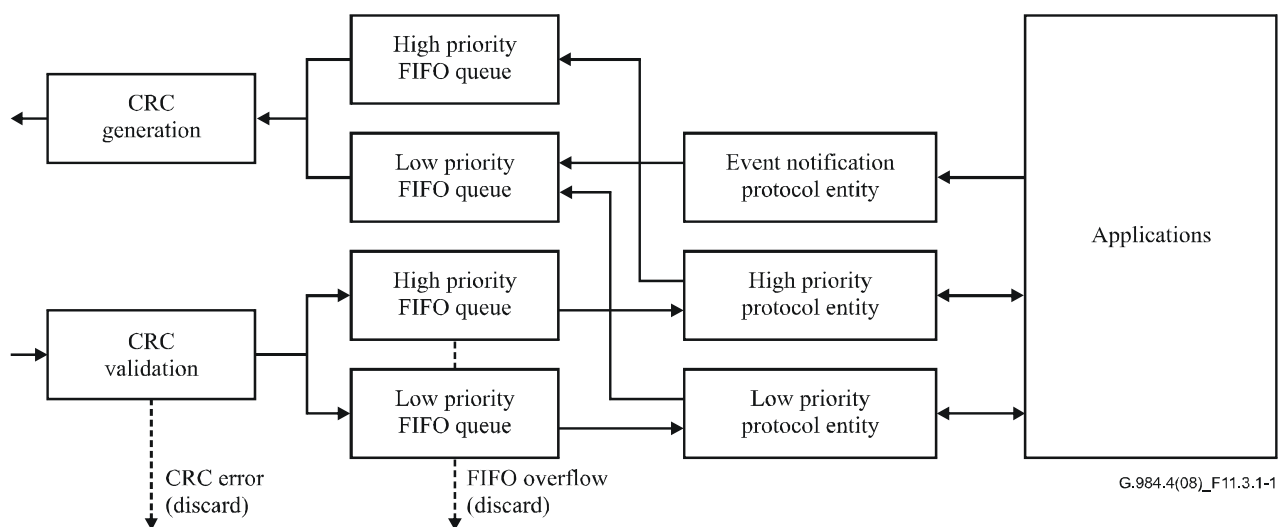 High priority
FIFO queue
CRC
generation
Low priority
FIFO queue
Event notification
protocol entity
Applications
High priority
FIFO queue
High priority
protocol entity
CRC
validation
Low priority
FIFO queue
Low priority
protocol entity
CRC error
(discard)
FIFO overflow
(discard)
G.984.4(08)_F11.3.1-1